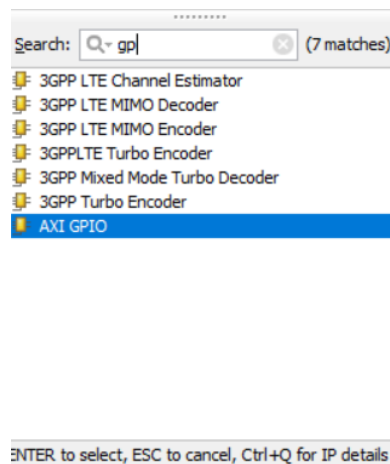 Search: gp (7 matches)
3GPP LTE Channel Estimator
3GPP LTE MIMO Decoder
3GPP LTE MIMO Encoder
3GPPLTE Turbo Encoder
3GPP Mixed Mode Turbo Decoder
3GPP Turbo Encoder
AXI GPIO
ENTER to select, ESC to cancel, Ctrl+Q for IP details